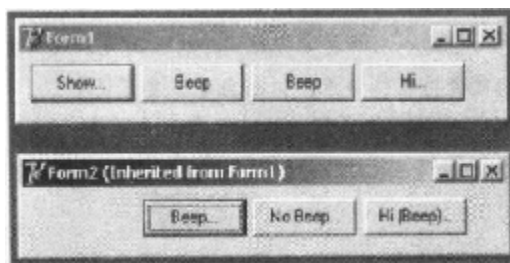 Form1
Show... Beep Beep Hi...
Form2 (Inherited from Form1)
Beep... No Beep Hi (Beep)...